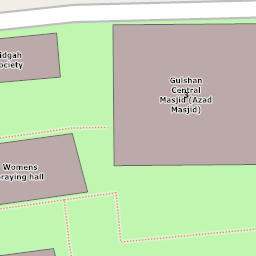 idgah
ociety
Gulshan
Central
Masjid (Azad
Masjid)
Womens
raying hall